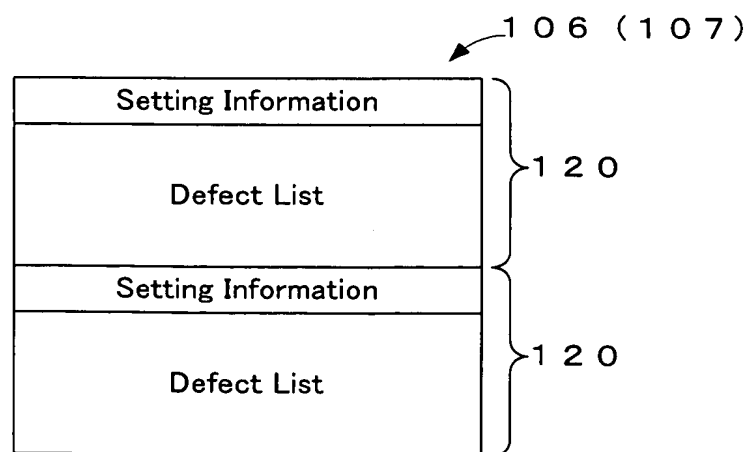 106 (107)
Setting Information
Defect List
120
Setting Information
Defect List
120